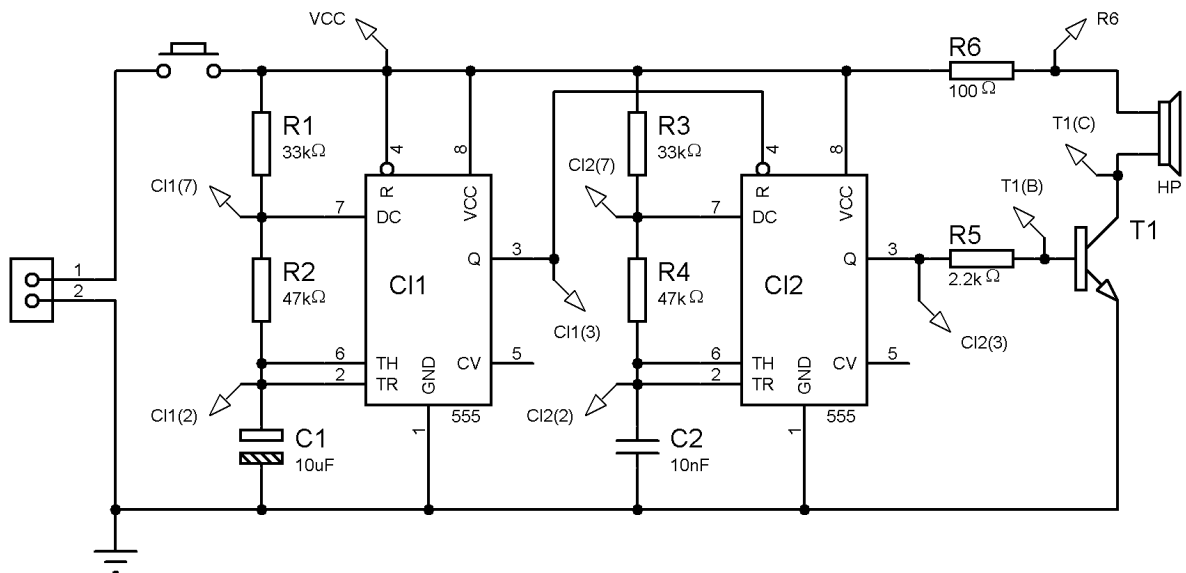 VCC
R6
R6
100 Ω
R1
33kΩ
4
8
R3
33kΩ
4
8
T1(C)
HP
CI1(7)
7
R
DC
VCC
CI2(7)
7
R
DC
VCC
T1(B)
T1
Q
3
Q
3
R5
2.2kΩ
1
2
R2
47kΩ
CI1
CI1(3)
R4
47kΩ
CI2
CI2(3)
6
2
TH
TR
GND
CV
5
6
2
TH
TR
GND
CV
5
CI1(2)
1
555
CI2(2)
1
555
C1
10uF
C2
10nF